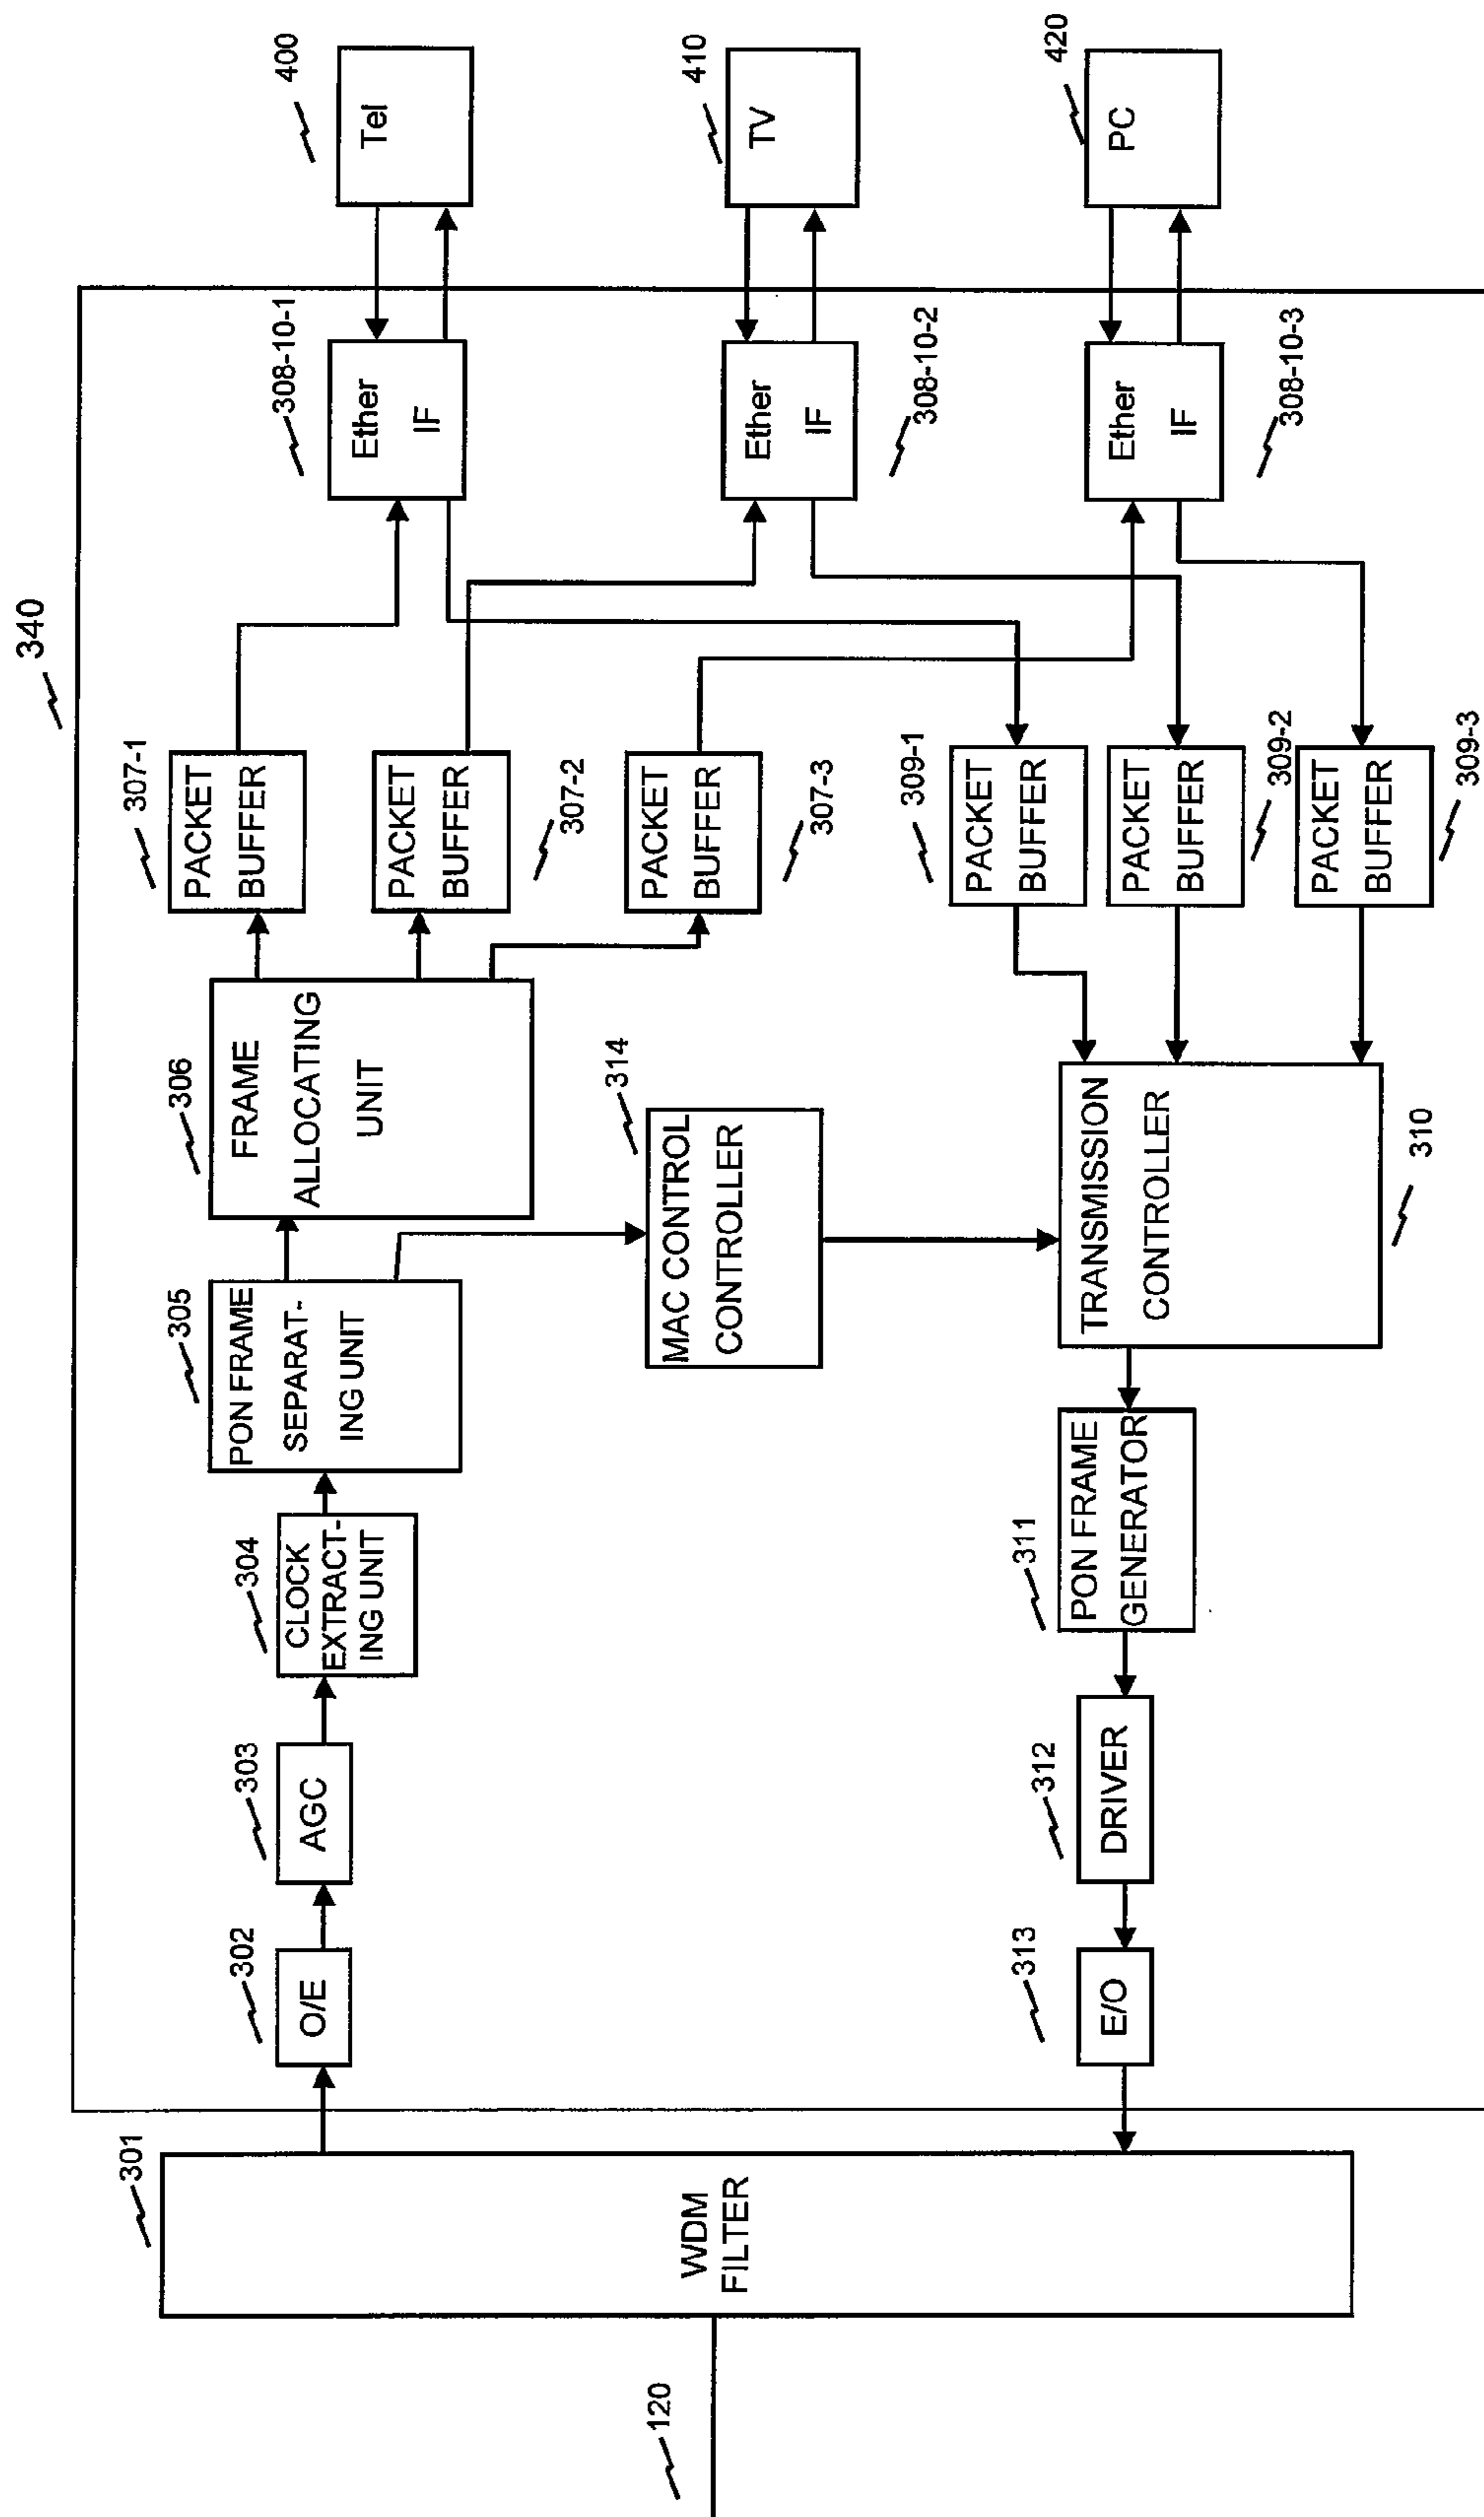 340
120
301
WDM
FILTER
302
O/E
303
AGC
304
CLOCK
EXTRACT-
ING UNIT
305
PON FRAME
SEPARAT-
ING UNIT
306
FRAME
ALLOCATING
UNIT
307-1
PACKET
BUFFER
PACKET
BUFFER
307-2
PACKET
BUFFER
307-3
308-10-1
Ether
IF
Ether
IF
308-10-2
Ether
IF
308-10-3
400
Tel
410
TV
420
PC
314
MAC CONTROL
CONTROLLER
309-1
PACKET
BUFFER
PACKET
BUFFER
309-2
PACKET
BUFFER
309-3
TRANSMISSION
CONTROLLER
310
311
PON FRAME
GENERATOR
312
DRIVER
313
E/O